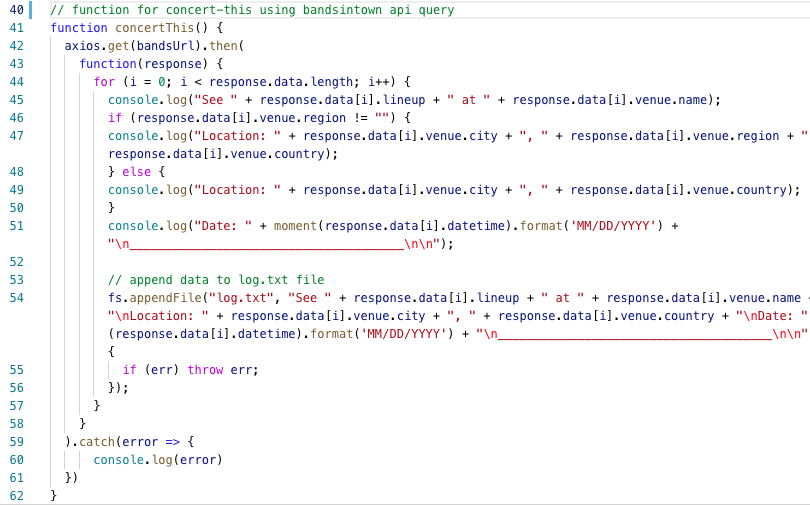 40 // function for concert-this using bandsintown api query
41 function concertThis() {
42 axios.get(bandsUrl).then(
43 function(response) {
44 for (i = 0; i < response.data.length; i++) {
45 console.log("See " + response.data[i].lineup + " at " + response.data[i].venue.name);
46 if (response.data[i].venue.region != "") {
47 console.log("Location: " + response.data[i].venue.city + ", " + response.data[i].venue.region + "
response.data[i].venue.country);
48 } else {
49 console.log("Location: " + response.data[i].venue.city + ", " + response.data[i].venue.country);
50 }
51 console.log("Date: " + moment(response.data[i].datetime).format('MM/DD/YYYY') +
"\n______________________________________\n\n");
52
53 // append data to log.txt file
54 fs.appendFile("log.txt", "See " + response.data[i].lineup + " at " + response.data[i].venue.name
"\nLocation: " + response.data[i].venue.city + ", " + response.data[i].venue.country + "\nDate: "
(response.data[i].datetime).format('MM/DD/YYYY') + "\n______________________________________\n\n"
{
55 if (err) throw err;
56 });
57 }
58 }
59 ).catch(error => {
60 console.log(error)
61 })
62 }